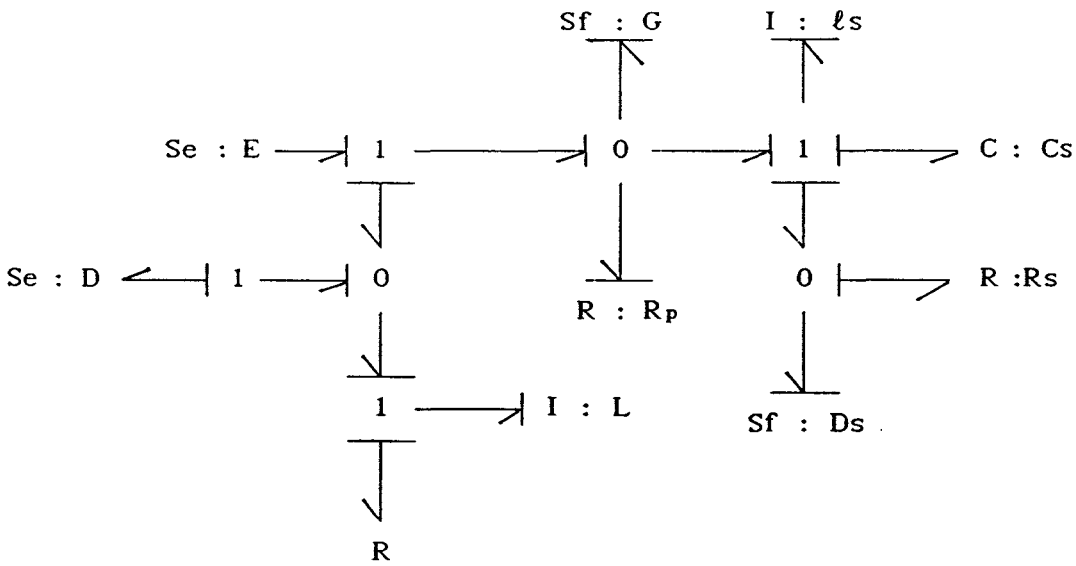 Sf : G
I : ℓs
Se : E
1
0
1
C : Cs
Se : D
1
0
0
R :Rs
R : Rp
1
I : L
Sf : Ds
R